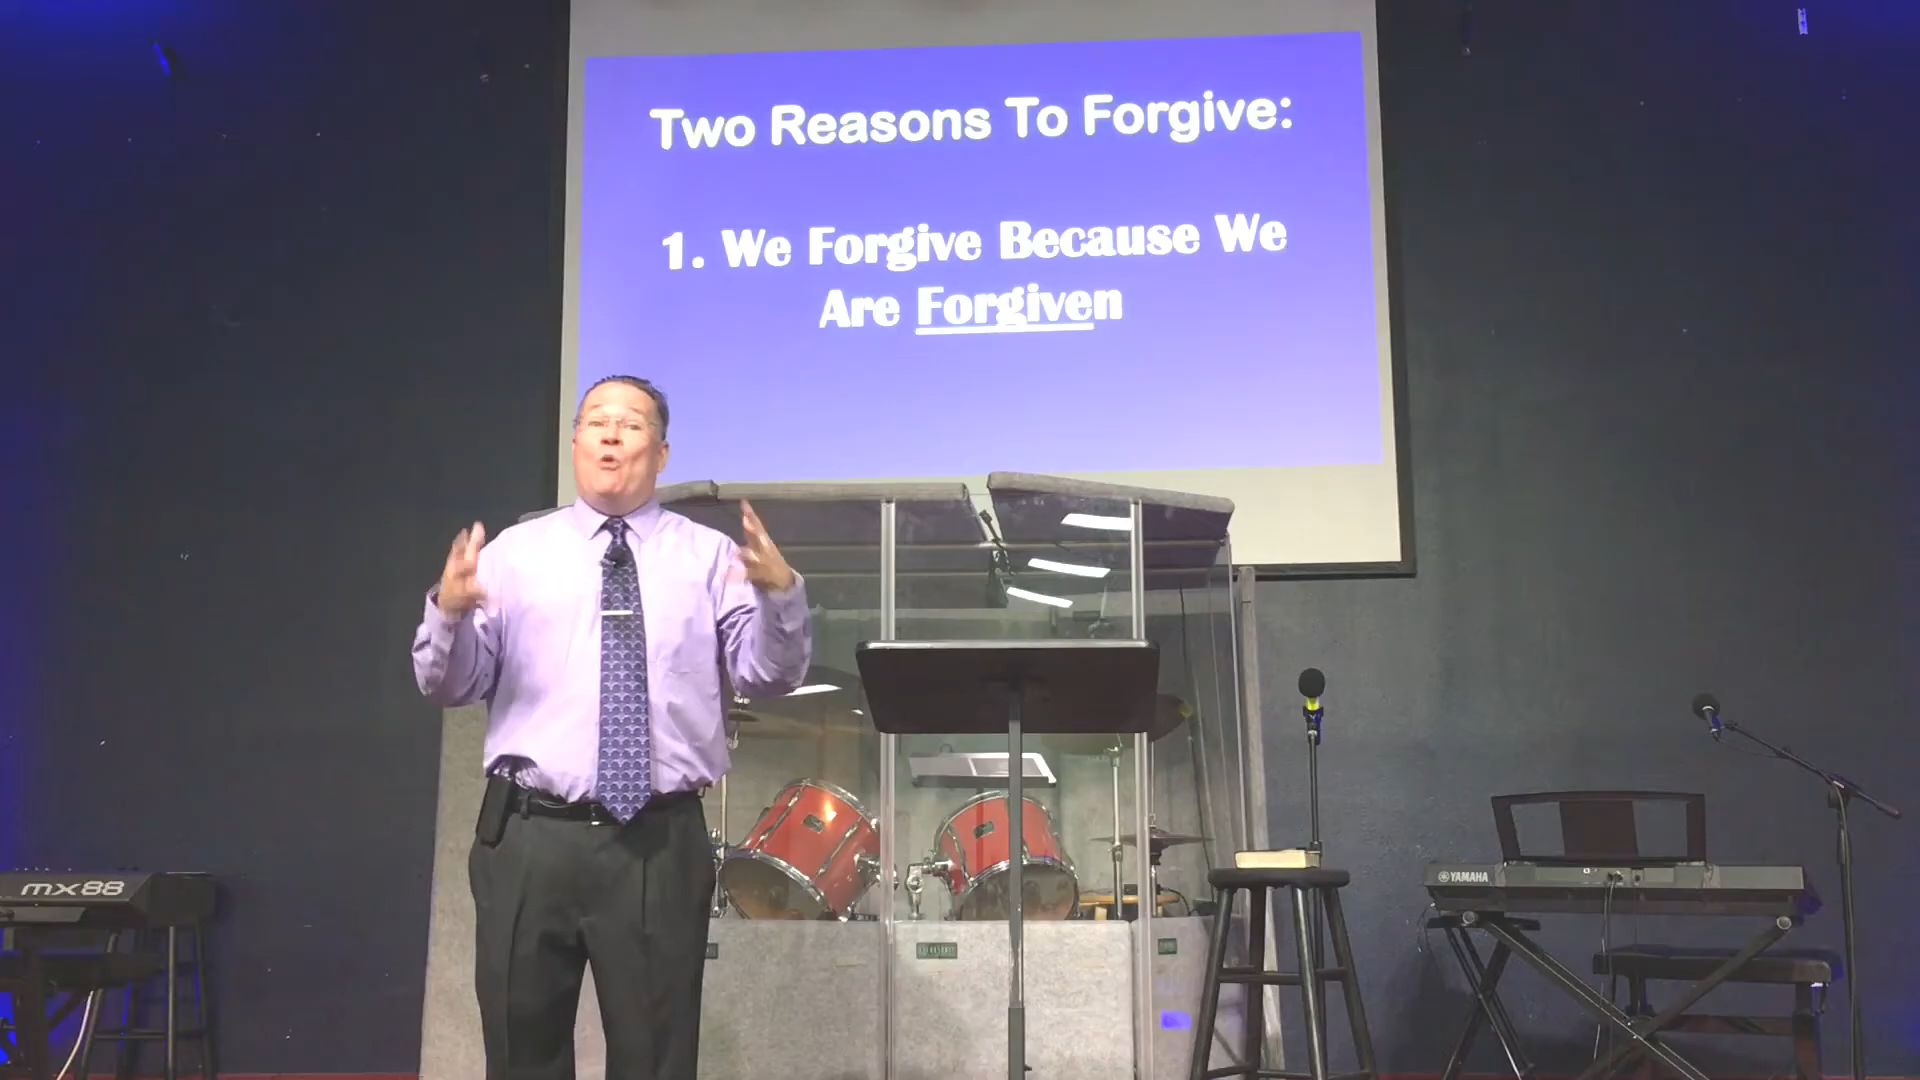 Two Reasons To Forgive:
1. We Forgive Because We
Are Forgiven
mx88
YAMAHA